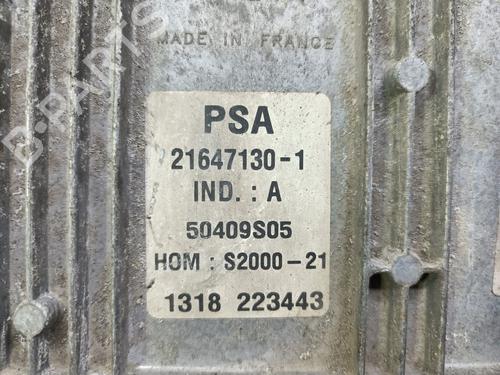 MADE IN FRANCE
PSA
21647130-1
IND. : A
50409S05
HOM : S2000-21
1318 223443
B-PARTS